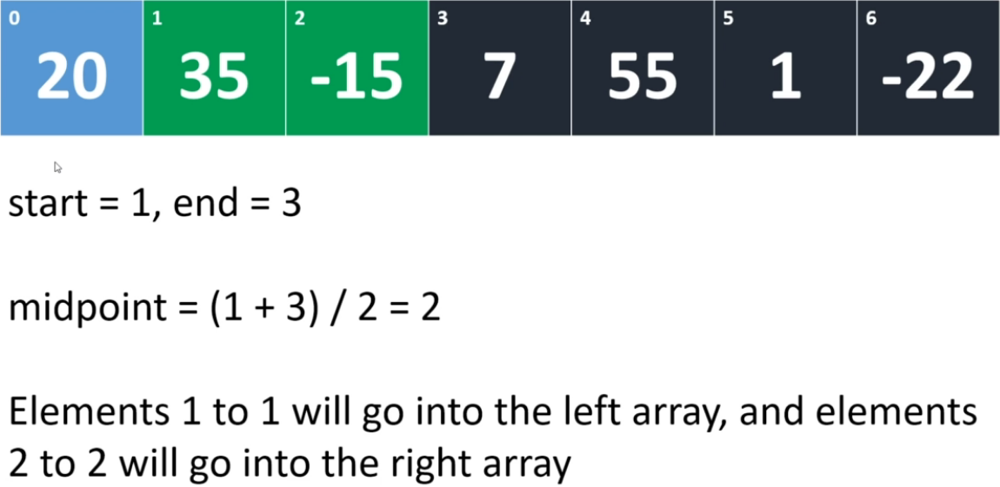 0 1 2 3 4 5 6
20 35 -15 7 55 1 -22
start = 1, end = 3
midpoint = (1 + 3) / 2 = 2
Elements 1 to 1 will go into the left array, and elements
2 to 2 will go into the right array